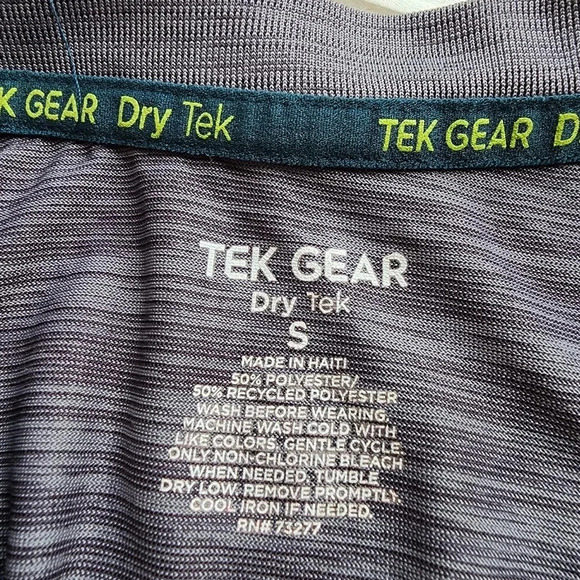 EK GEAR Dry Tek TEK GEAR D
TEK GEAR
Dry Tek
S
MADE IN HAITI
50% POLYESTER/
50% RECYCLED POLYESTER
WASH BEFORE WEARING.
MACHINE WASH COLD WITH
LIKE COLORS. GENTLE CYCLE.
ONLY NON-CHLORINE BLEACH
WHEN NEEDED. TUMBLE
DRY LOW. REMOVE PROMPTLY.
COOL IRON IF NEEDED.
RN# 73277